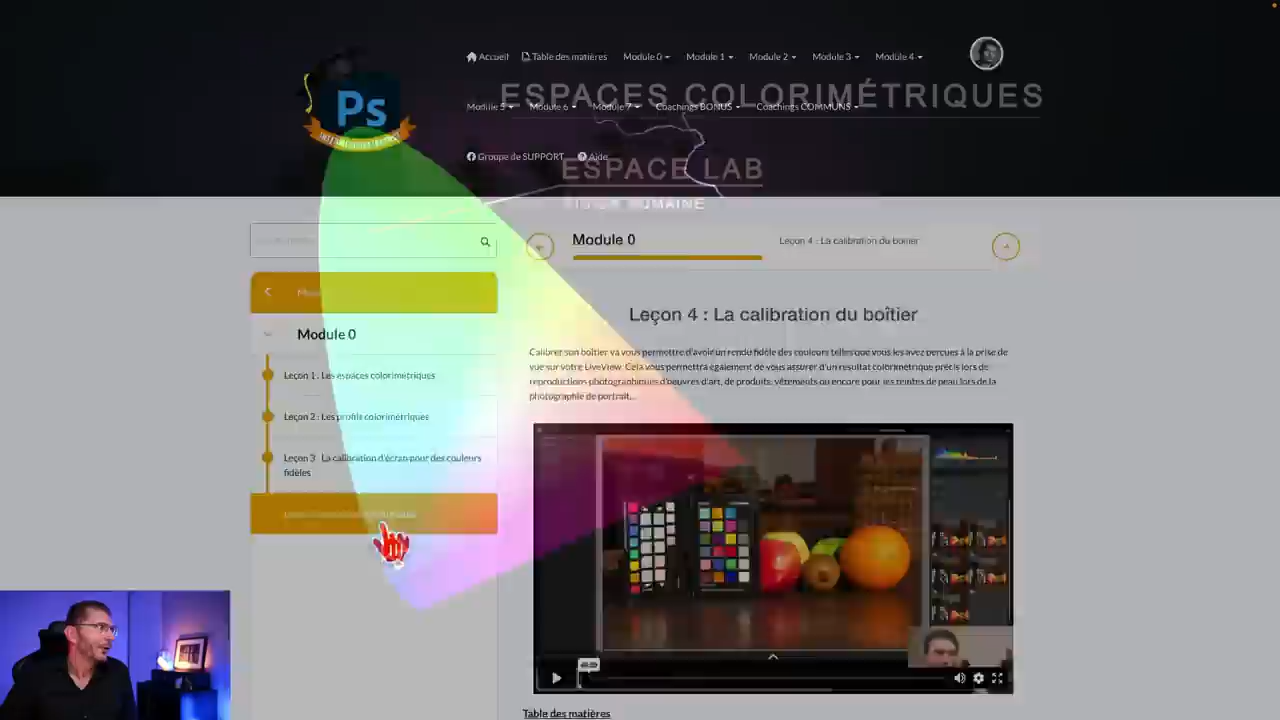 Accueil Table des matières Module 0 Module 1 Module 2 Module 3 Module 4
ESPACES COLORIMÉTRIQUES
Module 5 Module 6 Module 7 Coachings BONUS Coachings COMMUNS
Ps
Groupe de SUPPORT Aide
ESPACE LAB
VISION HUMAINE
Module 0
Leçon 4 : La calibration du boîtier
Leçon 4 : La calibration du boîtier
Module 0
Calibrer son boîtier va vous permettre d'avoir un rendu fidèle des couleurs telles que vous les avez perçues à la prise de
vue sur votre LiveView. Cela vous permettra également de vous assurer d'un résultat colorimétrique précis lors de
reproductions photographiques d'œuvres d'art, de produits, vêtements ou encore pour les teintes de peau lors de la
photographie de portrait...
Leçon 1 : Les espaces colorimétriques
Leçon 2 : Les profile colorimétriques
Leçon 3 : La calibration d'écran pour des couleurs
fidèles
Table des matières